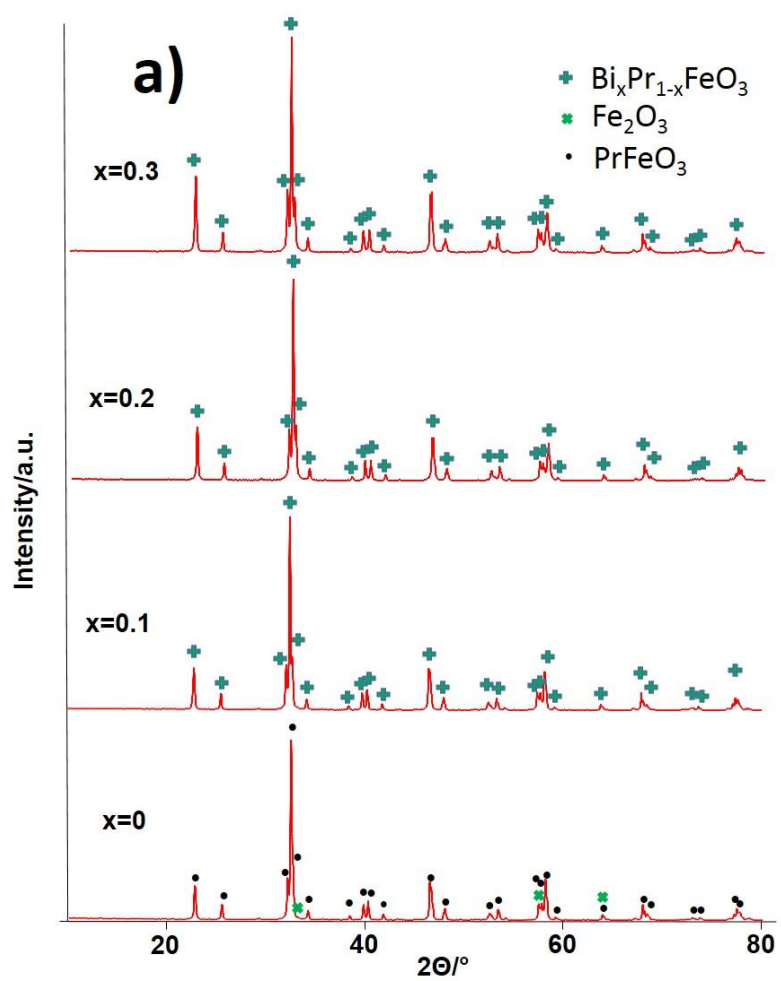 a)
BiₓPr₁₋ₓFeO₃
Fe₂O₃
PrFeO₃
x=0.3
x=0.2
x=0.1
x=0
Intensity/a.u.
20 40 60 80
2Θ/°